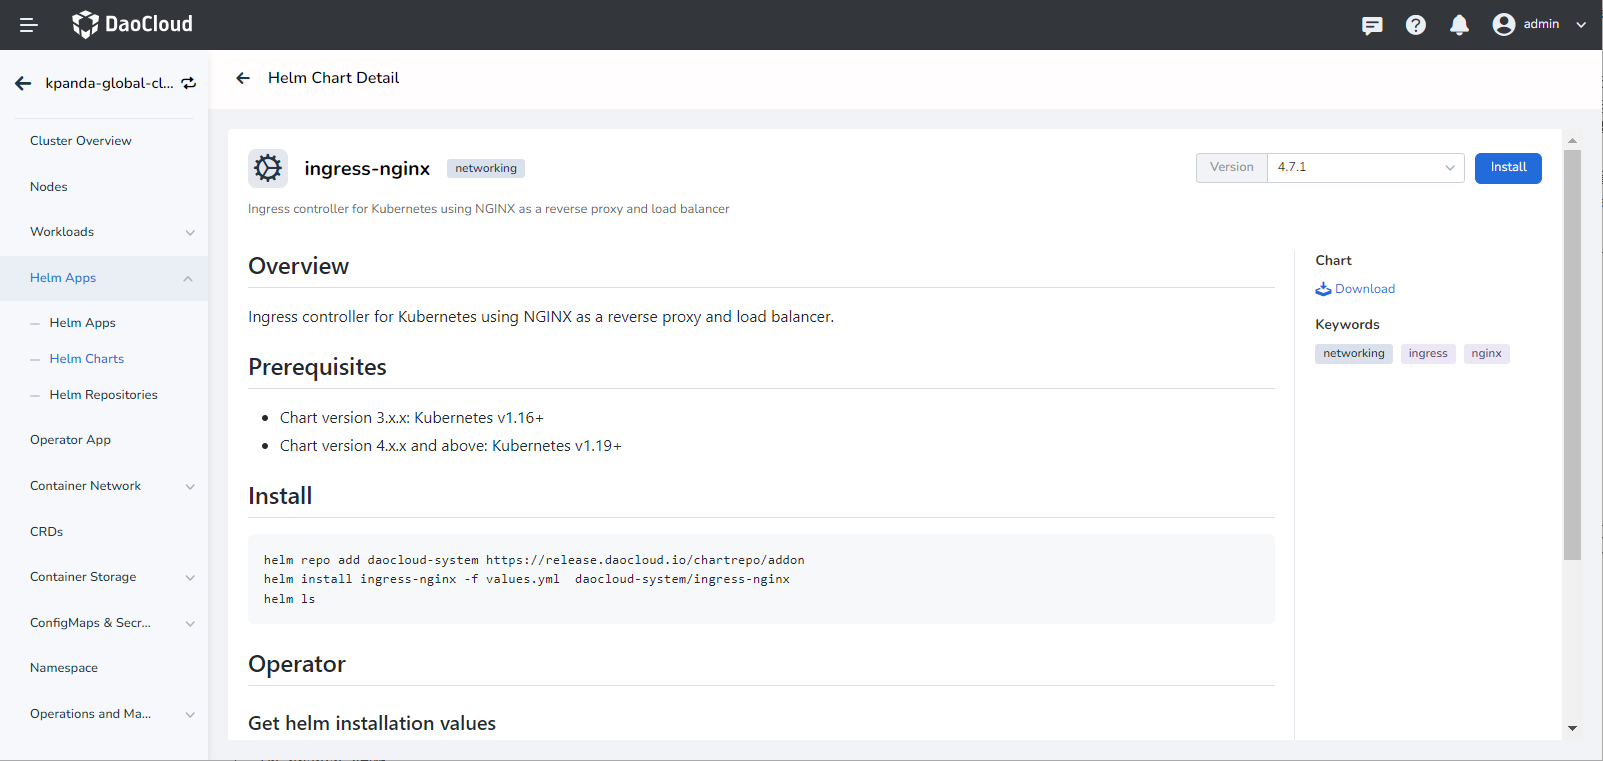 DaoCloud
admin
kpanda-global-cl...
Helm Chart Detail
Cluster Overview
Nodes
Workloads
Helm Apps
Helm Apps
Helm Charts
Helm Repositories
Operator App
Container Network
CRDs
Container Storage
ConfigMaps & Secr...
Namespace
Operations and Ma...
ingress-nginx
networking
Version
4.7.1
Install
Ingress controller for Kubernetes using NGINX as a reverse proxy and load balancer
Overview
Ingress controller for Kubernetes using NGINX as a reverse proxy and load balancer.
Prerequisites
• Chart version 3.x.x: Kubernetes v1.16+
• Chart version 4.x.x and above: Kubernetes v1.19+
Install
helm repo add daocloud-system https://release.daocloud.io/chartrepo/addon
helm install ingress-nginx -f values.yml  daocloud-system/ingress-nginx
helm ls
Operator
Get helm installation values
Chart
Download
Keywords
networking ingress nginx